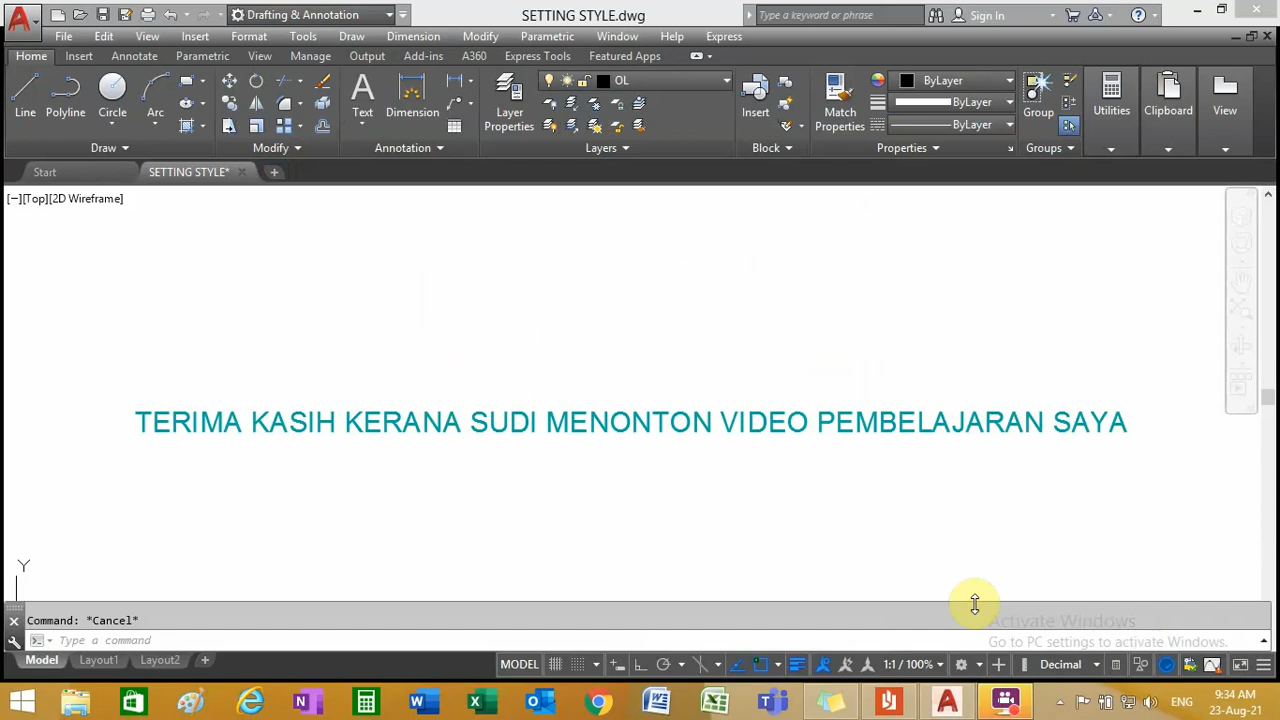 Drafting & Annotation
SETTING STYLE.dwg
Type a keyword or phrase
Sign In
File Edit View Insert Format Tools Draw Dimension Modify Parametric Window Help Express
Home Insert Annotate Parametric View Manage Output Add-ins A360 Express Tools Featured Apps
OL
ByLayer
ByLayer
ByLayer
Line Polyline Circle Arc Text Dimension Layer Properties Insert Match Properties Group Utilities Clipboard View
Draw Modify Annotation Layers Block Properties Groups
Start SETTING STYLE*
[−][Top][2D Wireframe]
TERIMA KASIH KERANA SUDI MENONTON VIDEO PEMBELAJARAN SAYA
Y
Command: *Cancel*
Activate Windows
Type a command
Go to PC settings to activate Windows.
Model Layout1 Layout2 +
MODEL 1:1 / 100% Decimal
ENG
9:34 AM
23-Aug-21